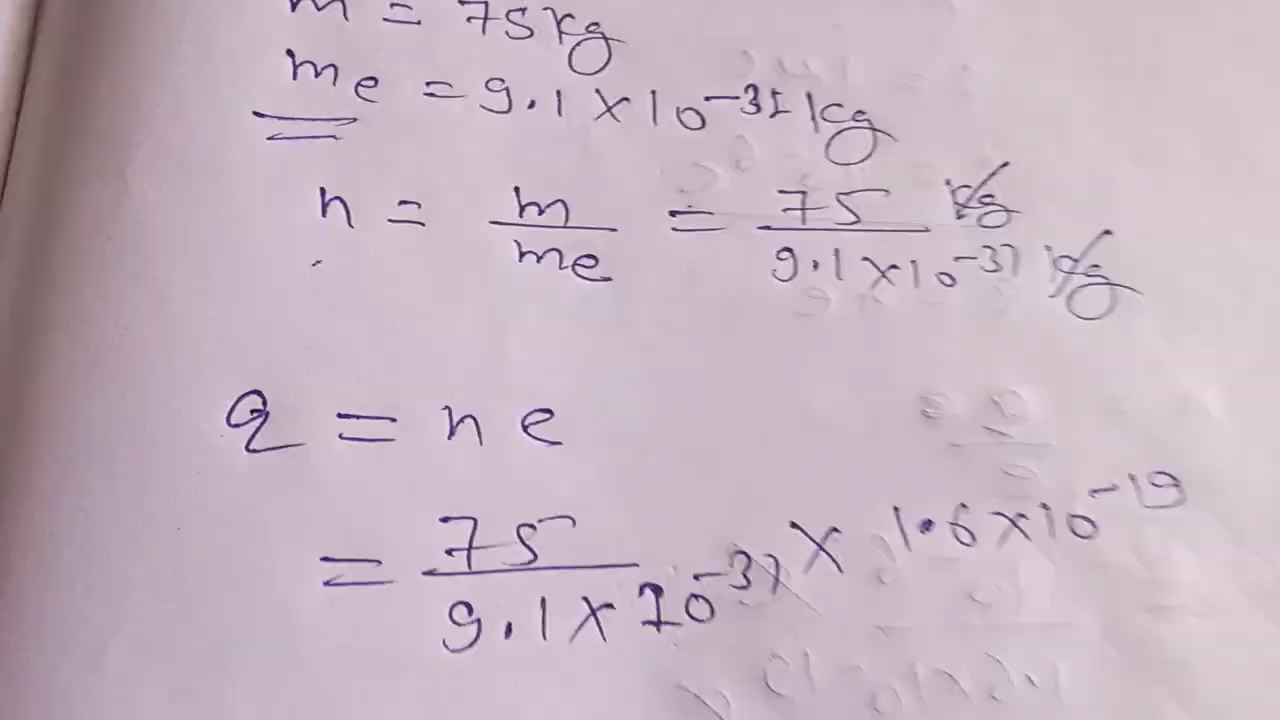 m = 75 kg
me = 9.1 × 10⁻³¹ kg
n = m/me = 75 kg / 9.1×10⁻³¹ kg
q = n e
= 75 / 9.1 × 10⁻³¹ × 1.6×10⁻¹⁹